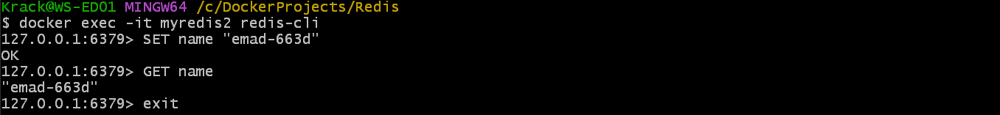 Krack@WS-ED01 MINGW64 /c/DockerProjects/Redis
$ docker exec -it myredis2 redis-cli
127.0.0.1:6379> SET name "emad-663d"
OK
127.0.0.1:6379> GET name
"emad-663d"
127.0.0.1:6379> exit